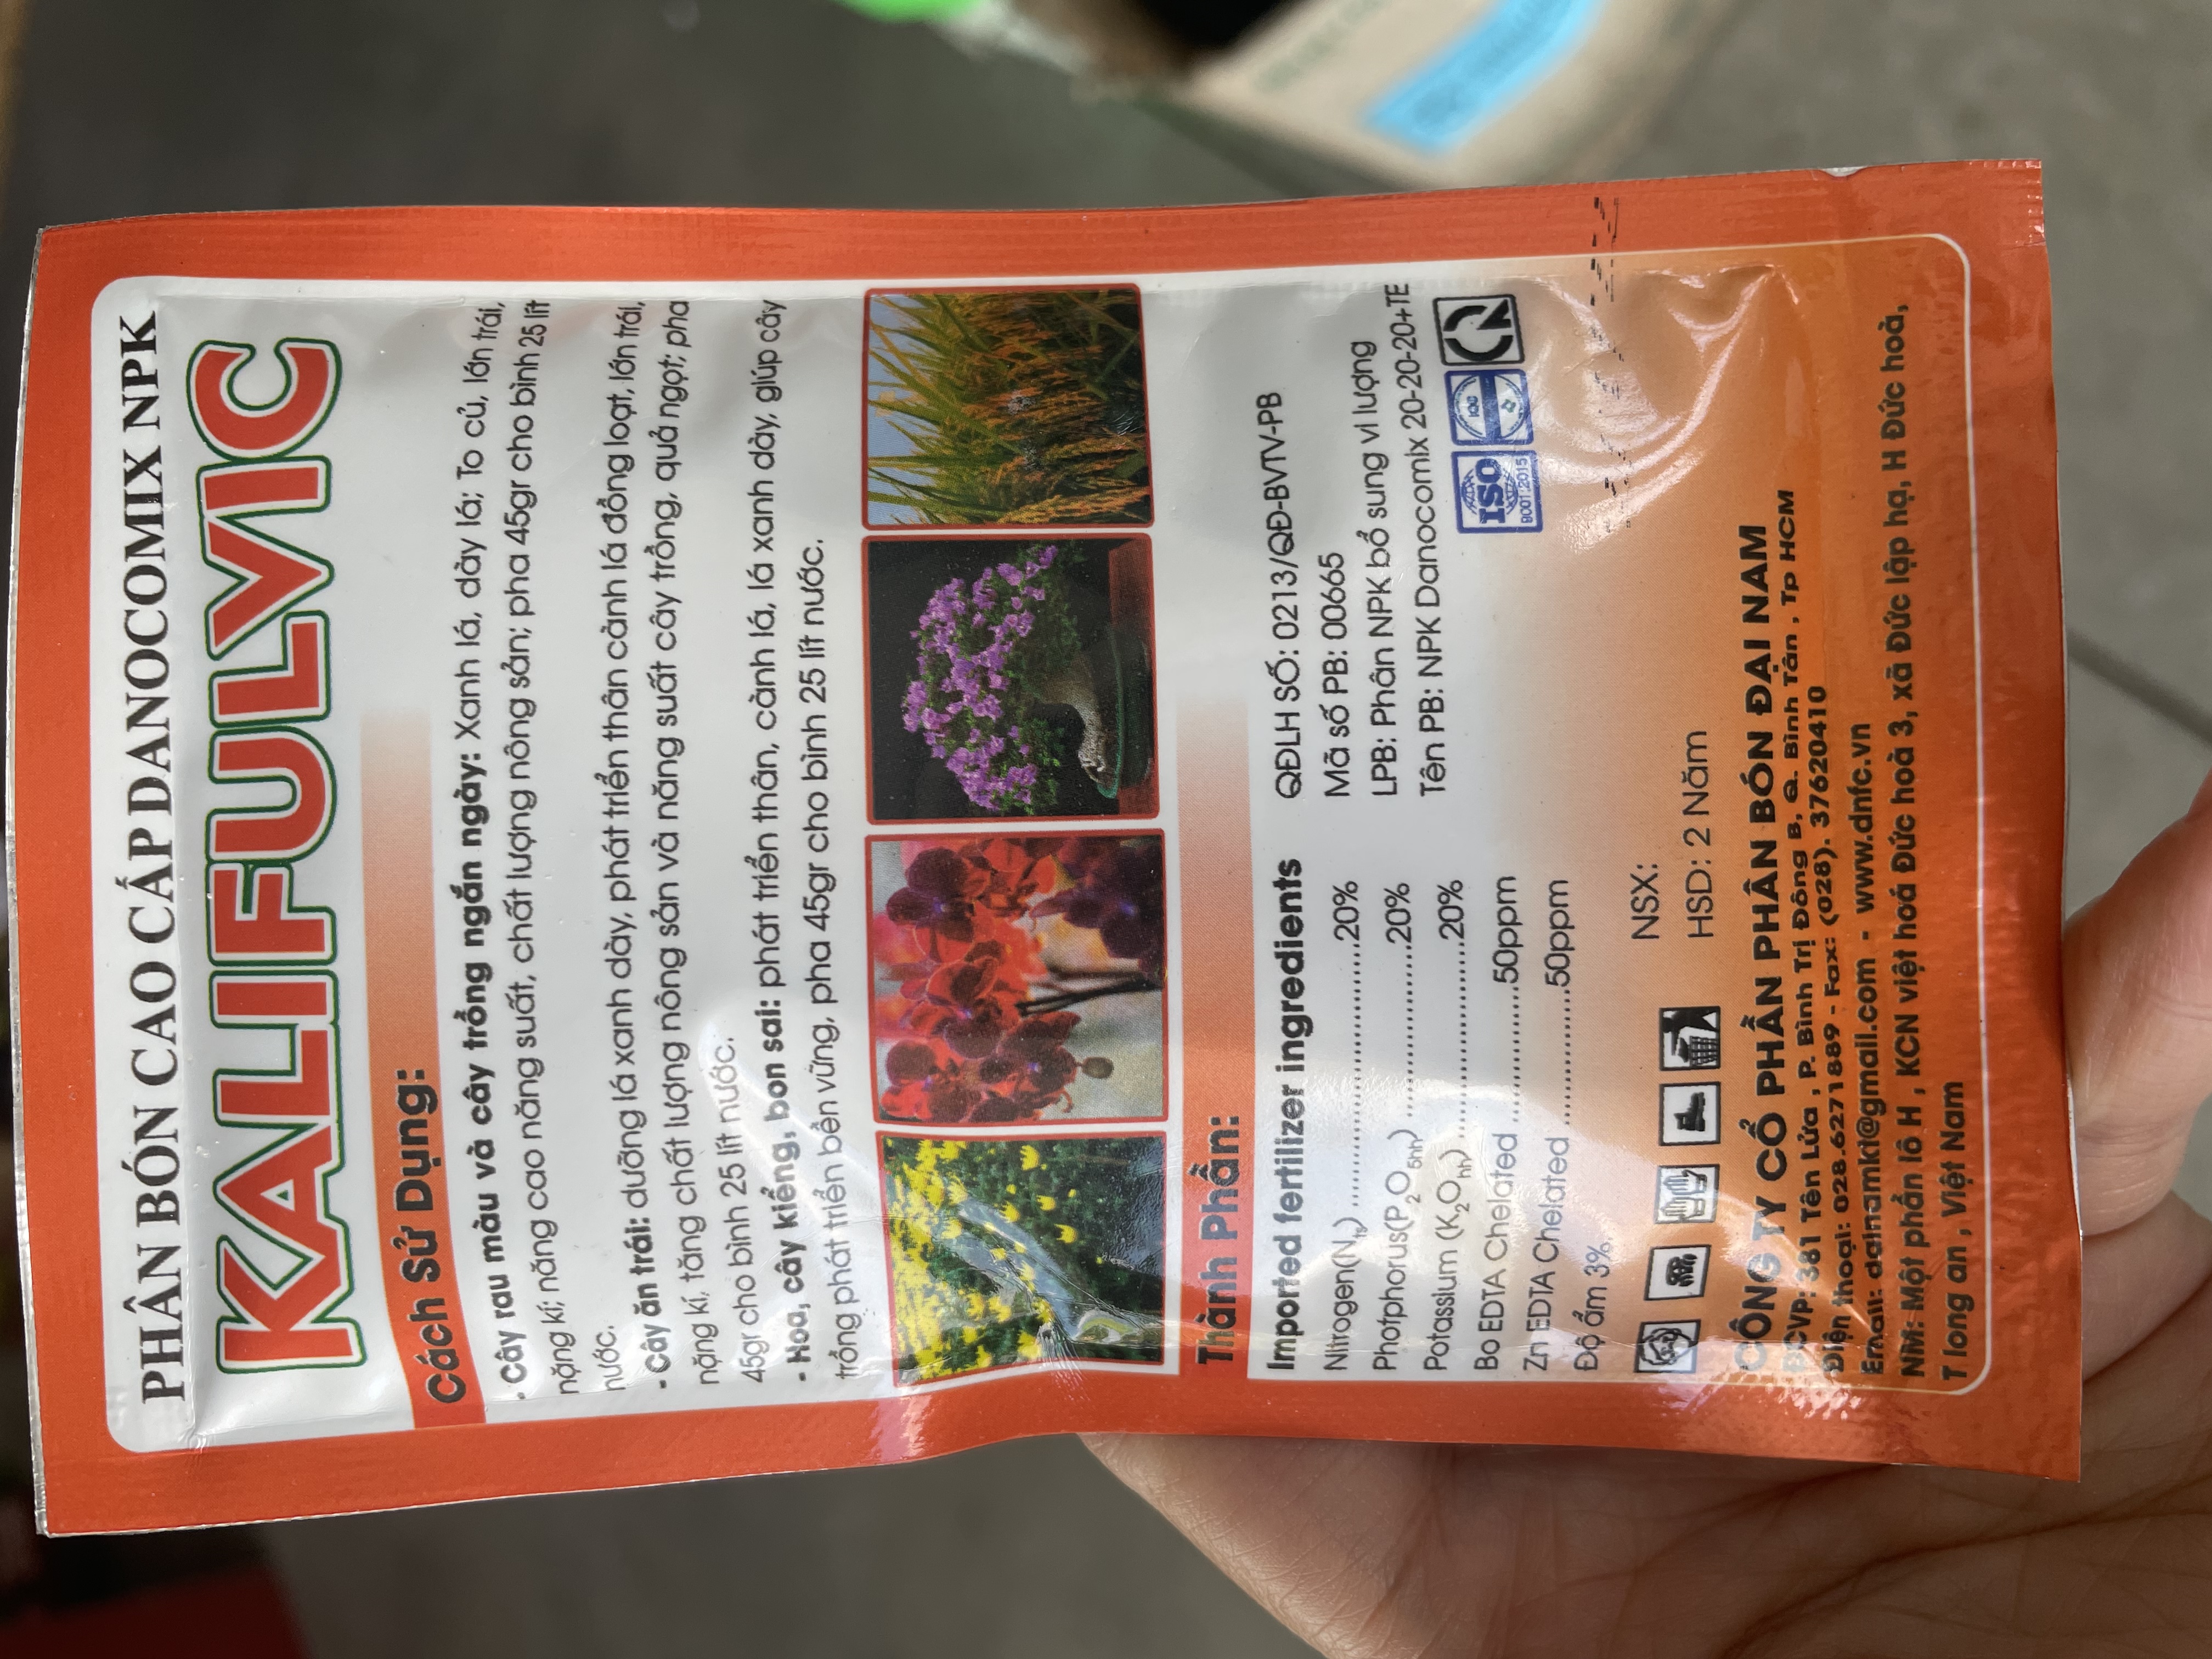 PHÂN BÓN CAO CẤP DANOCOMIX NPK
KALIFULVIC
Cách Sử Dụng:
- Cây rau màu và cây trồng ngắn ngày: Xanh lá, dày lá; To củ, lớn trái,
nặng kí; nâng cao năng suất, chất lượng nông sản; pha 45gr cho bình 25 lít
nước.
- Cây ăn trái: dưỡng lá xanh dày, phát triển thân cành lá đồng loạt, lớn trái,
nặng kí, tăng chất lượng nông sản và năng suất cây trồng, quả ngọt; pha
45gr cho bình 25 lít nước.
- Hoa, cây kiểng, bon sai: phát triển thân, cành lá, lá xanh dày, giúp cây
trồng phát triển bền vững, pha 45gr cho bình 25 lít nước.
Thành Phần:
Imported fertilizer ingredients
Nitrogen(Nts)................................20%
Photphorus(P2O5hh)........................20%
Potassium (K2Ohh)..........................20%
Bo EDTA Chelated ................50ppm
Zn EDTA Chelated ................50ppm
Độ ẩm 3%
QĐLH SỐ: 0213/QĐ-BVTV-PB
Mã số PB: 00665
LPB: Phân NPK bổ sung vi lượng
Tên PB: NPK Danocomix 20-20-20+TE
ISO
9001:2015
NSX:
HSD: 2 Năm
CÔNG TY CỔ PHẦN PHÂN BÓN ĐẠI NAM
ĐCVP: 381 Tên Lửa , P. Bình Trị Đông B, Q. Bình Tân , Tp HCM
Điện thoại: 028.6271889 - Fax: (028). 37620410
Email: dainamkt@gmail.com - www.dnfc.vn
NM: Một phần lô H , KCN việt hoá Đức hoà 3, xã Đức lập hạ, H Đức hoà,
T long an , Việt Nam